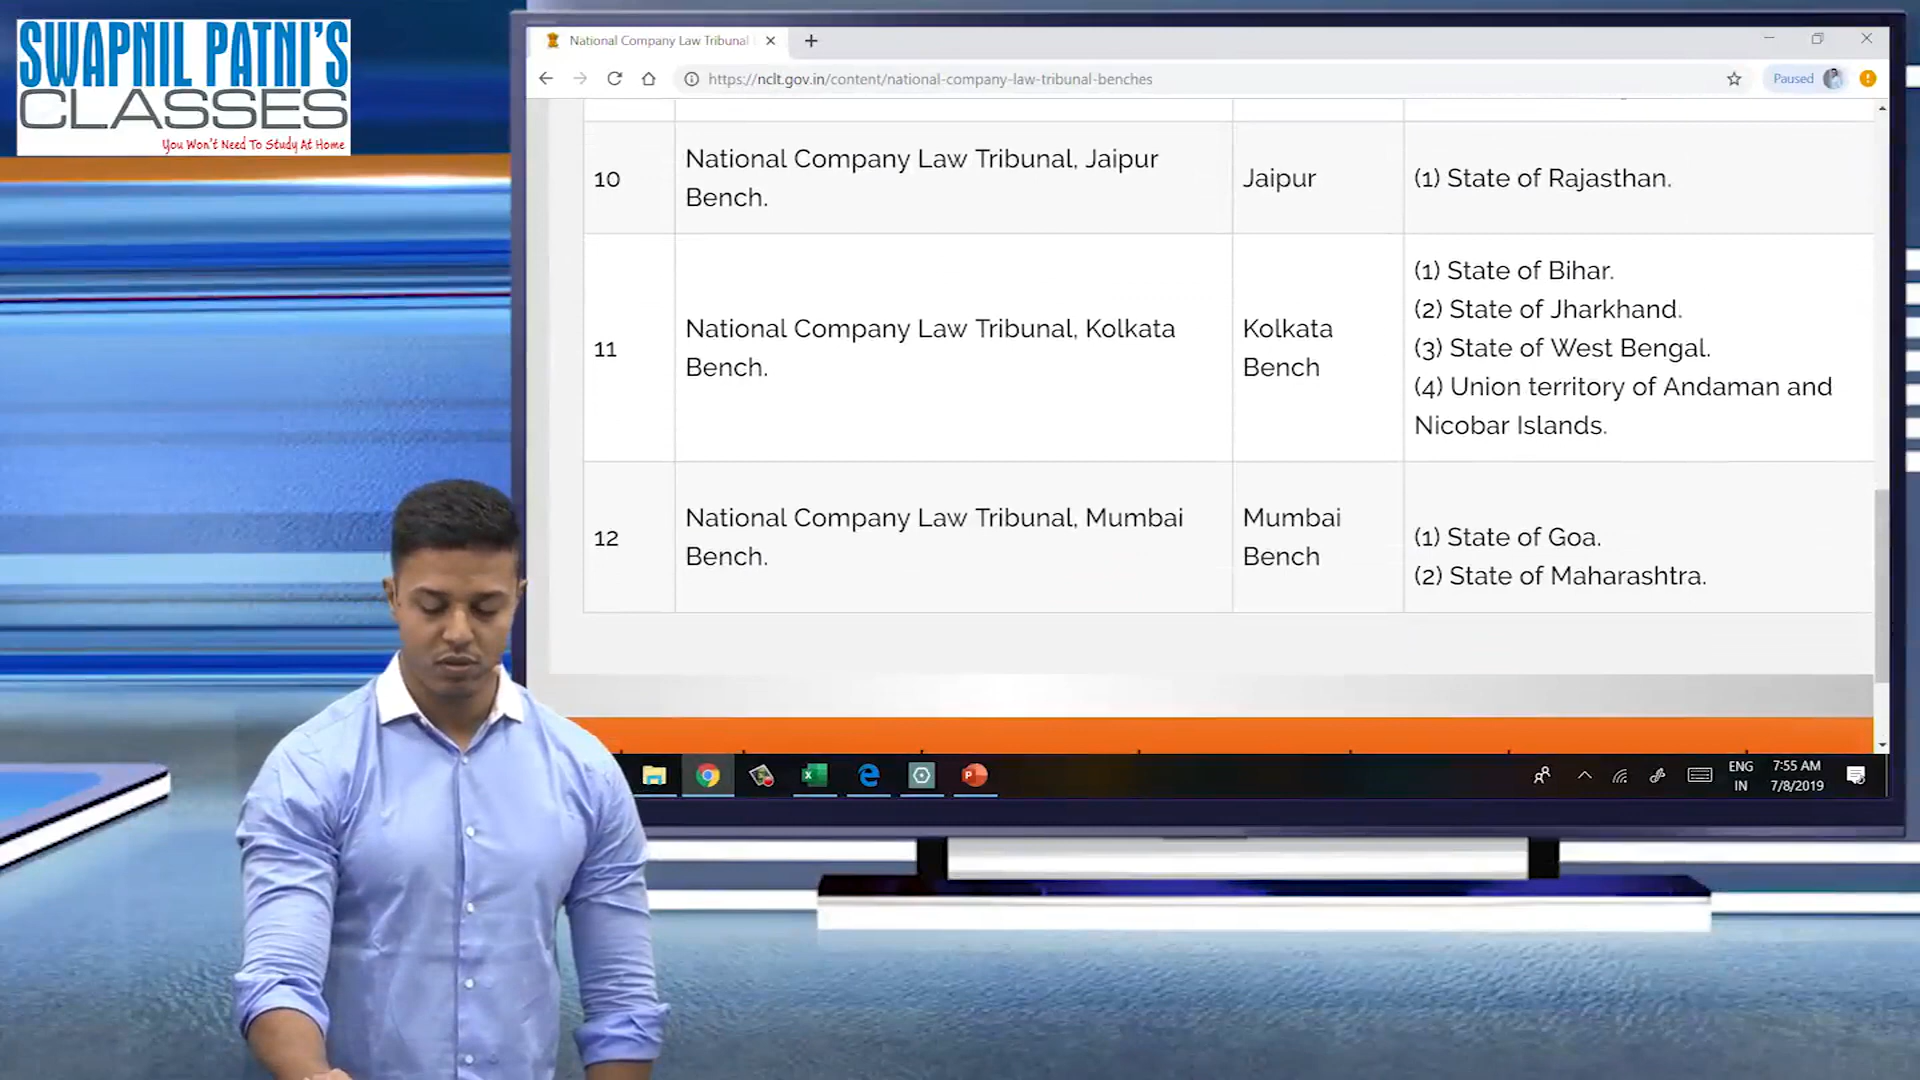 SWAPNIL PATNI'S
CLASSES
You Won't Need To Study At Home
National Company Law Tribunal
https://nclt.gov.in/content/national-company-law-tribunal-benches
Paused
10
National Company Law Tribunal, Jaipur
Bench.
Jaipur
(1) State of Rajasthan.
11
National Company Law Tribunal, Kolkata
Bench.
Kolkata
Bench
(1) State of Bihar.
(2) State of Jharkhand.
(3) State of West Bengal.
(4) Union territory of Andaman and
Nicobar Islands.
12
National Company Law Tribunal, Mumbai
Bench.
Mumbai
Bench
(1) State of Goa.
(2) State of Maharashtra.
ENG
IN
7:55 AM
7/8/2019